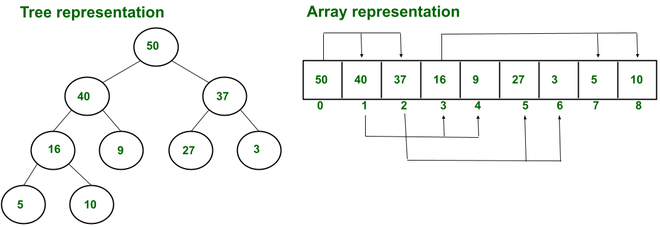 Tree representation
Array representation
50
40 37
16 9 27 3
5 10
50 40 37 16 9 27 3 5 10
0 1 2 3 4 5 6 7 8